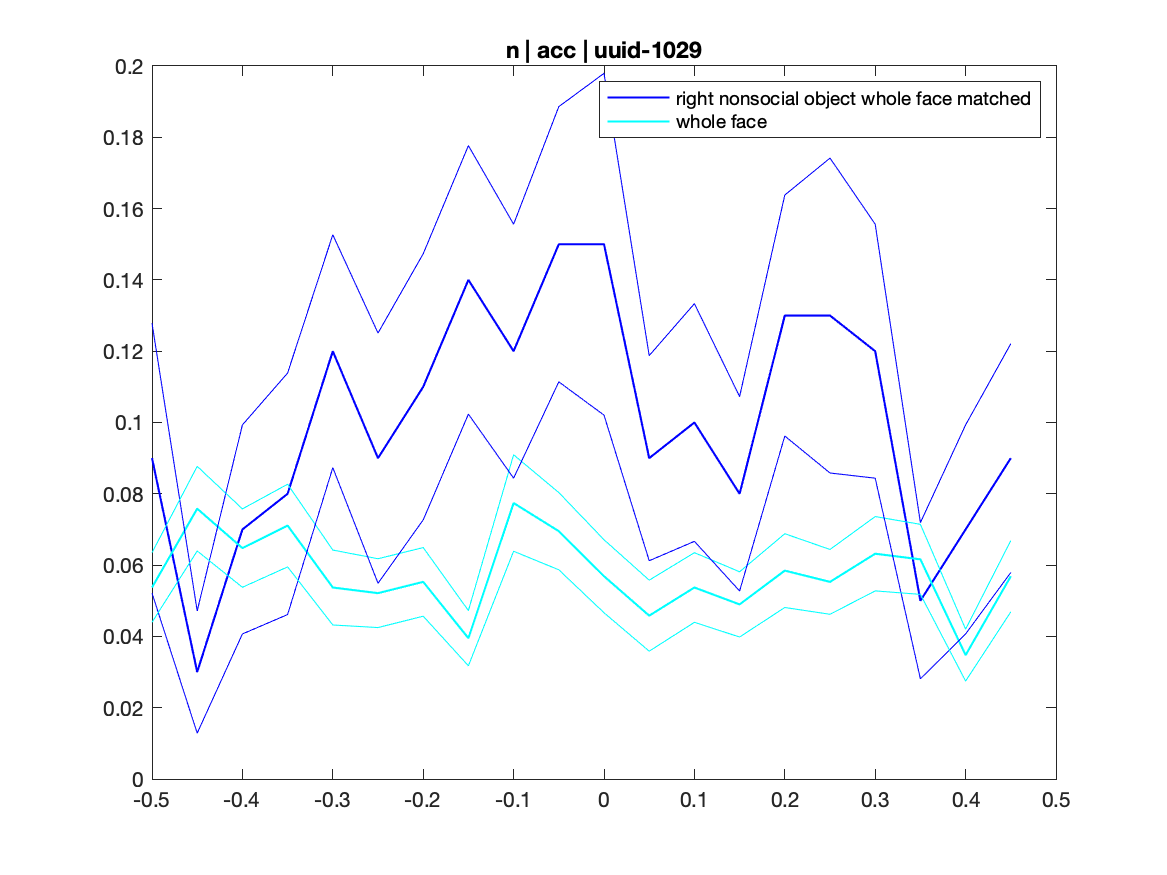 n | acc | uuid-1029
right nonsocial object whole face matched
whole face
0.2
0.18
0.16
0.14
0.12
0.1
0.08
0.06
0.04
0.02
0
-0.5 -0.4 -0.3 -0.2 -0.1 0 0.1 0.2 0.3 0.4 0.5